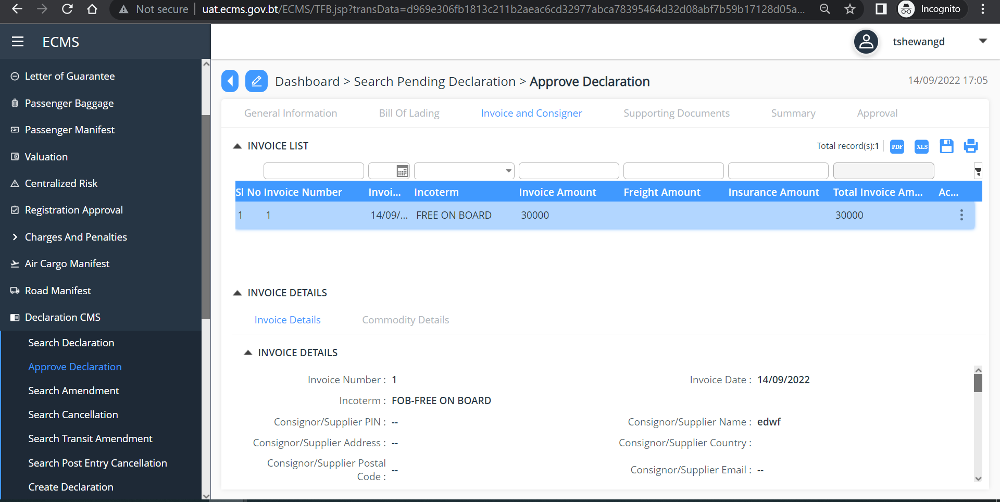 Not secure | uat.ecms.gov.bt/ECMS/TFB.jsp?transData=d969e306fb1813c211b2aeac6cd32977abca78395464d32d08abf7b59b17128d05a...
Incognito
ECMS
tshewangd
Letter of Guarantee
Passenger Baggage
Passenger Manifest
Valuation
Centralized Risk
Registration Approval
Charges And Penalties
Air Cargo Manifest
Road Manifest
Declaration CMS
Search Declaration
Approve Declaration
Search Amendment
Search Cancellation
Search Transit Amendment
Search Post Entry Cancellation
Create Declaration
Dashboard > Search Pending Declaration > Approve Declaration
14/09/2022 17:05
General Information Bill Of Lading Invoice and Consigner Supporting Documents Summary Approval
INVOICE LIST
Total record(s):1 PDF XLS
Sl No Invoice Number Invoi... Incoterm Invoice Amount Freight Amount Insurance Amount Total Invoice Am... Ac...
1 1 14/09/... FREE ON BOARD 30000 30000
INVOICE DETAILS
Invoice Details Commodity Details
INVOICE DETAILS
Invoice Number : 1 Invoice Date : 14/09/2022
Incoterm : FOB-FREE ON BOARD
Consignor/Supplier PIN : -- Consignor/Supplier Name : edwf
Consignor/Supplier Address : -- Consignor/Supplier Country :
Consignor/Supplier Postal
Code : -- Consignor/Supplier Email : --